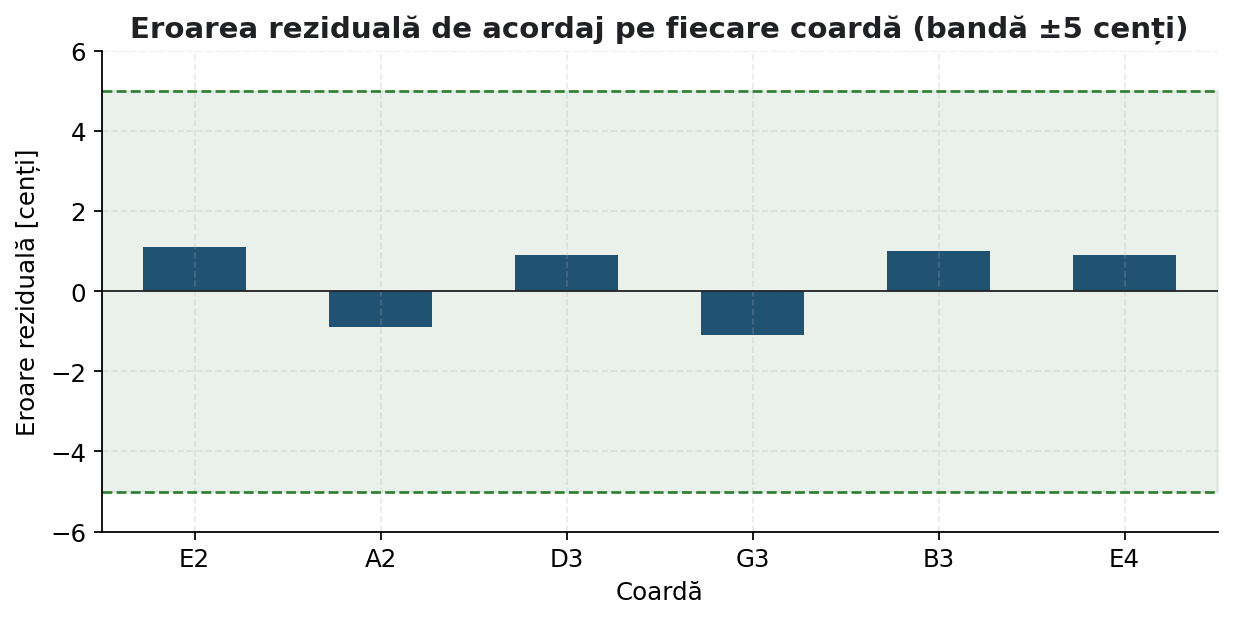 Eroarea reziduală de acordaj pe fiecare coardă (bandă ±5 cenți)
Eroare reziduală [cenți]
6
4
2
0
−2
−4
−6
E2 A2 D3 G3 B3 E4
Coardă